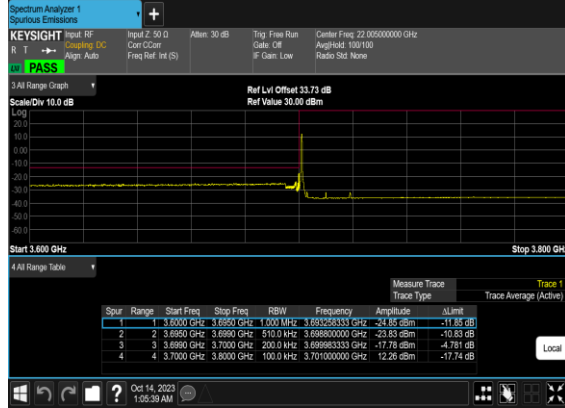 Spectrum Analyzer 1
Spurious Emissions
+
KEYSIGHT Input: RF Input Z: 50 Ω Atten: 30 dB Trig: Free Run Center Freq: 22.005000000 GHz
R T Coupling: DC Corr CCorr Gate: Off Avg|Hold: 100/100
Align: Auto Freq Ref: Int (S) IF Gain: Low Radio Std: None
PASS
3 All Range Graph
Ref Lvl Offset 33.73 dB
Scale/Div 10.0 dB Ref Value 30.00 dBm
Log
20.0
10.0
0.00
-10.0
-20.0
-30.0
-40.0
-50.0
-60.0
Start 3.600 GHz Stop 3.800 GH
4 All Range Table
Measure Trace Trace 1
Trace Type Trace Average (Active)
Spur Range Start Freq Stop Freq RBW Frequency Amplitude ΔLimit
1 1 3.6000 GHz 3.6950 GHz 1.000 MHz 3.693258333 GHz -24.85 dBm -11.85 dB
2 2 3.6950 GHz 3.6990 GHz 510.0 kHz 3.698800000 GHz -23.83 dBm -10.83 dB
3 3 3.6990 GHz 3.7000 GHz 200.0 kHz 3.699983333 GHz -17.78 dBm -4.781 dB
4 4 3.7000 GHz 3.8000 GHz 100.0 kHz 3.701000000 GHz 12.26 dBm -17.74 dB
Local
? Oct 14, 2023
1:05:39 AM